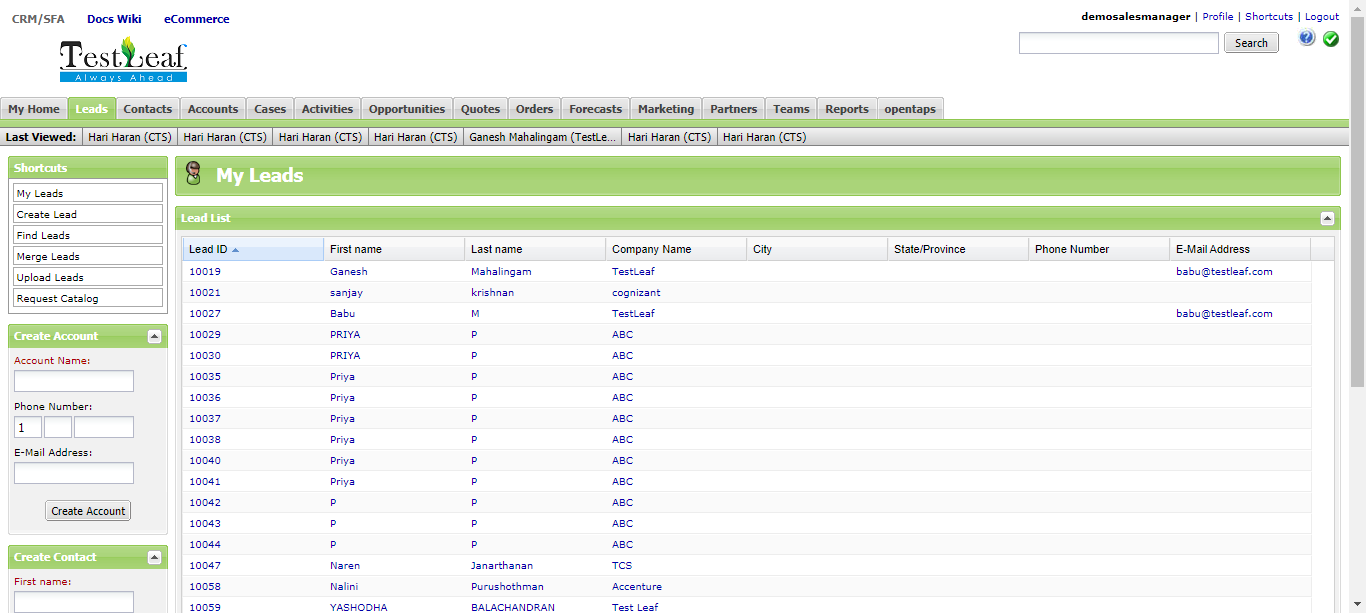 CRM/SFA Docs Wiki eCommerce
demosalesmanager | Profile | Shortcuts | Logout
Search
TestLeaf
Always Ahead
My Home Leads Contacts Accounts Cases Activities Opportunities Quotes Orders Forecasts Marketing Partners Teams Reports opentaps
Last Viewed: Hari Haran (CTS) Hari Haran (CTS) Hari Haran (CTS) Hari Haran (CTS) Ganesh Mahalingam (TestLe... Hari Haran (CTS) Hari Haran (CTS)
Shortcuts
My Leads
Create Lead
Find Leads
Merge Leads
Upload Leads
Request Catalog
Create Account
Account Name:
Phone Number:
1
E-Mail Address:
Create Account
Create Contact
First name:
My Leads
Lead List
Lead ID First name Last name Company Name City State/Province Phone Number E-Mail Address
10019 Ganesh Mahalingam TestLeaf babu@testleaf.com
10021 sanjay krishnan cognizant
10027 Babu M TestLeaf babu@testleaf.com
10029 PRIYA P ABC
10030 PRIYA P ABC
10035 Priya P ABC
10036 Priya P ABC
10037 Priya P ABC
10038 Priya P ABC
10040 Priya P ABC
10041 Priya P ABC
10042 P P ABC
10043 P P ABC
10044 P P ABC
10047 Naren Janarthanan TCS
10058 Nalini Purushothman Accenture
10059 YASHODHA BALACHANDRAN Test Leaf